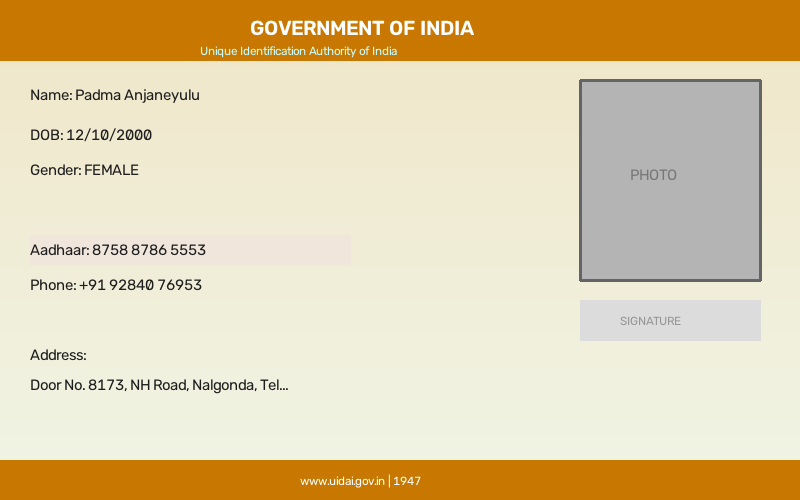 GOVERNMENT OF INDIA
Unique Identification Authority of India
Name: Padma Anjaneyulu
DOB: 12/10/2000
Gender: FEMALE
PHOTO
Aadhaar: 8758 8786 5553
Phone: +91 92840 76953
SIGNATURE
Address:
Door No. 8173, NH Road, Nalgonda, Tel...
www.uidai.gov.in | 1947